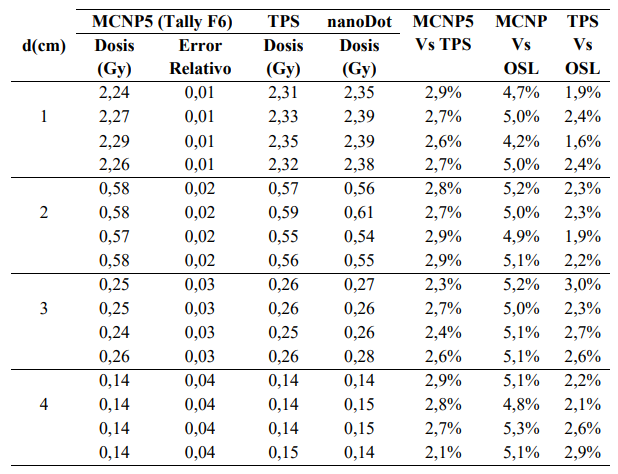 MCNP5 (Tally F6) TPS nanoDot MCNP5 MCNP TPS
d(cm) Dosis Error Dosis Dosis Vs TPS Vs Vs
(Gy) Relativo (Gy) (Gy) OSL OSL
2,24 0,01 2,31 2,35 2,9% 4,7% 1,9%
1 2,27 0,01 2,33 2,39 2,7% 5,0% 2,4%
2,29 0,01 2,35 2,39 2,6% 4,2% 1,6%
2,26 0,01 2,32 2,38 2,7% 5,0% 2,4%
0,58 0,02 0,57 0,56 2,8% 5,2% 2,3%
2 0,58 0,02 0,59 0,61 2,7% 5,0% 2,3%
0,57 0,02 0,55 0,54 2,9% 4,9% 1,9%
0,58 0,02 0,56 0,55 2,9% 5,1% 2,2%
0,25 0,03 0,26 0,27 2,3% 5,2% 3,0%
3 0,25 0,03 0,26 0,26 2,7% 5,0% 2,3%
0,24 0,03 0,25 0,26 2,4% 5,1% 2,7%
0,26 0,03 0,26 0,28 2,6% 5,1% 2,6%
0,14 0,04 0,14 0,14 2,9% 5,1% 2,2%
4 0,14 0,04 0,14 0,15 2,8% 4,8% 2,1%
0,14 0,04 0,14 0,15 2,7% 5,3% 2,6%
0,14 0,04 0,15 0,14 2,1% 5,1% 2,9%